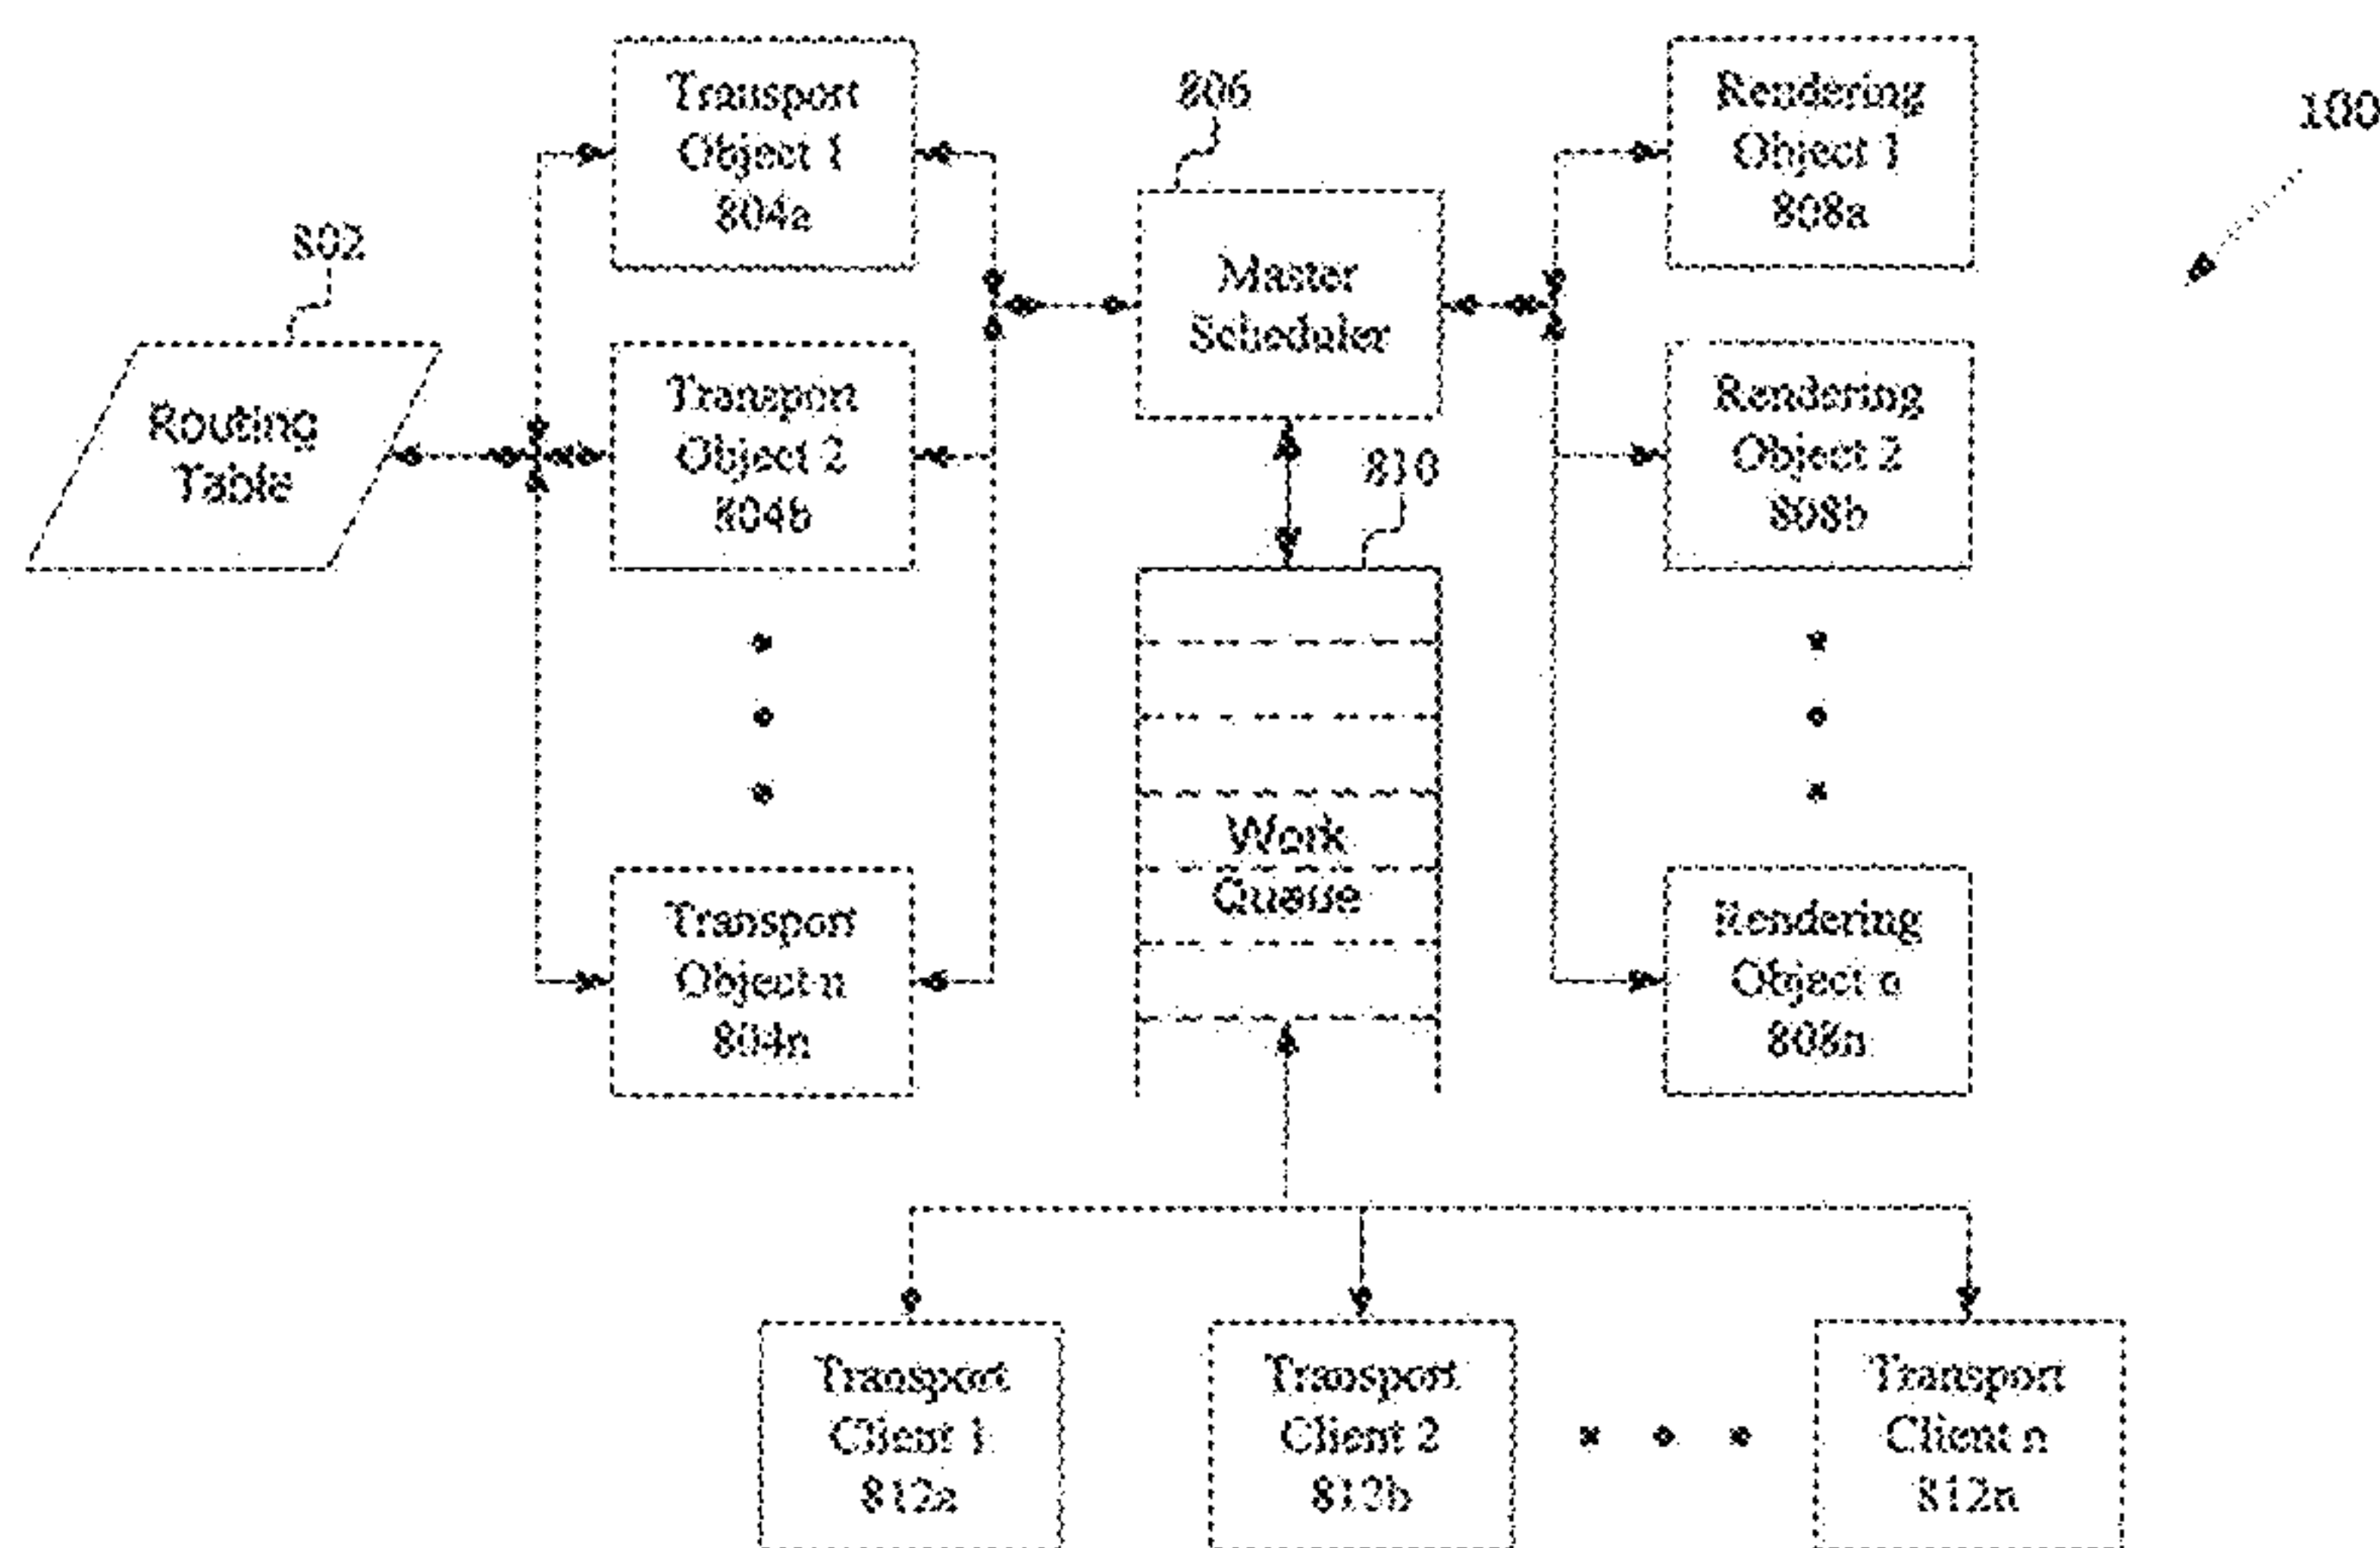 Transport
Object 1
804a
806
Rendering
Object 1
808a
100
802
Master
Scheduler
Routing
Table
Transport
Object 2
804b
810
Rendering
Object 2
808b
Work
Queue
Transport
Object n
804n
Rendering
Object n
808n
Transport
Client 1
812a
Transport
Client 2
812b
Transport
Client n
812n